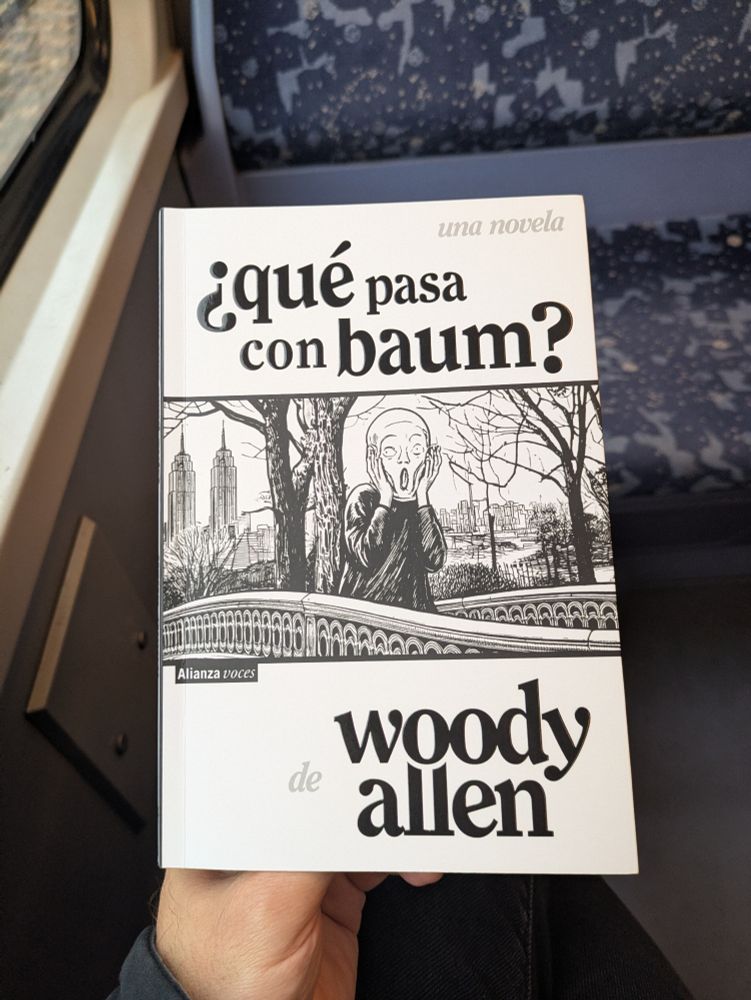 una novela
¿qué pasa
con baum?
Alianza voces
de
woody
allen